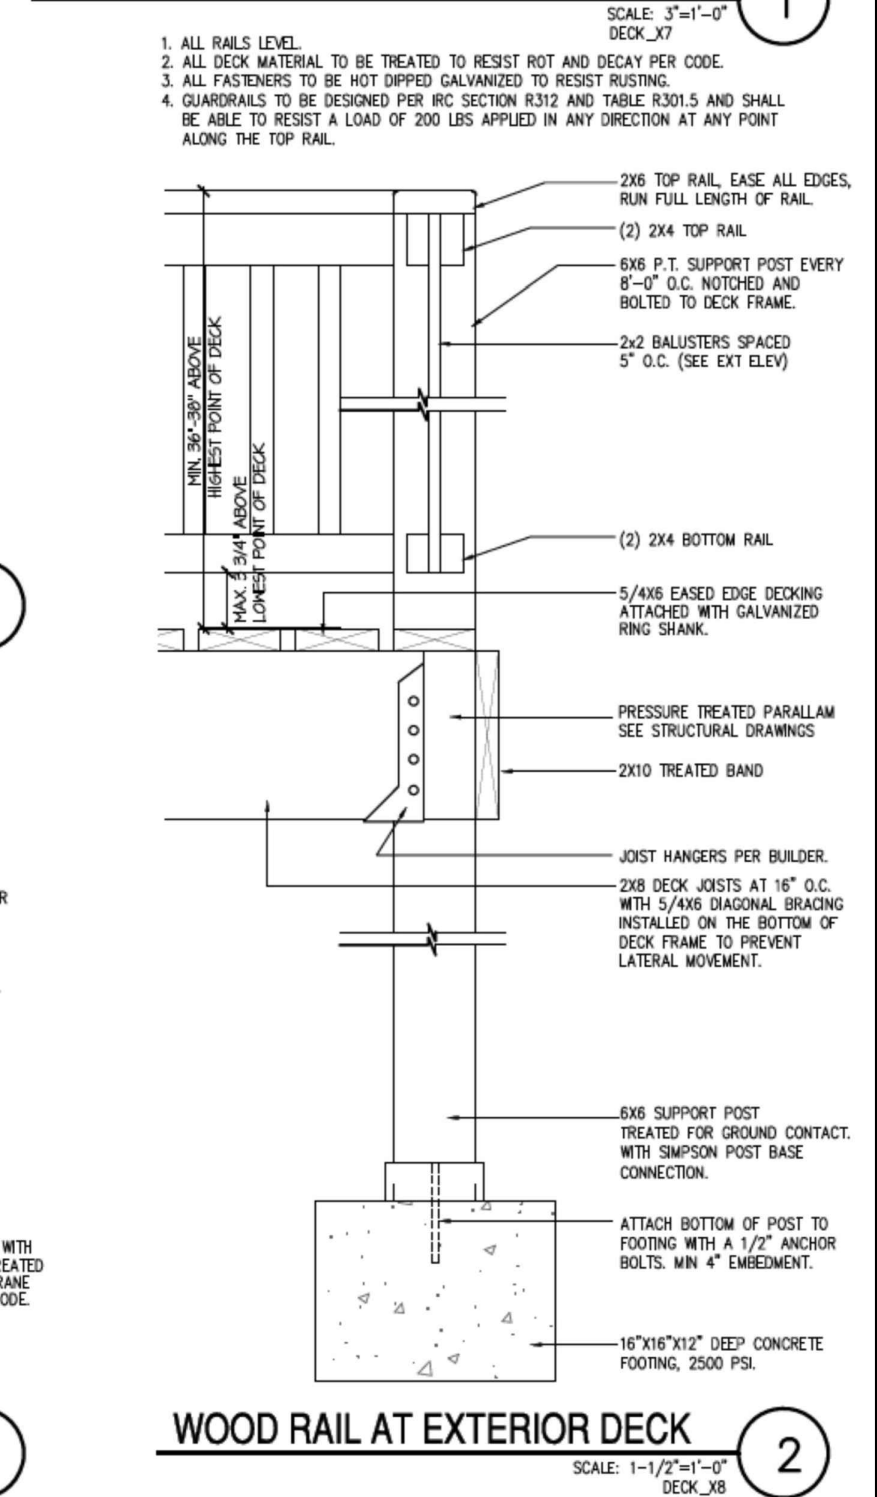 SCALE: 3"=1'-0"
DECK_X7
1
1. ALL RAILS LEVEL.
2. ALL DECK MATERIAL TO BE TREATED TO RESIST ROT AND DECAY PER CODE.
3. ALL FASTENERS TO BE HOT DIPPED GALVANIZED TO RESIST RUSTING.
4. GUARDRAILS TO BE DESIGNED PER IRC SECTION R312 AND TABLE R301.5 AND SHALL
BE ABLE TO RESIST A LOAD OF 200 LBS APPLIED IN ANY DIRECTION AT ANY POINT
ALONG THE TOP RAIL.
2X6 TOP RAIL, EASE ALL EDGES,
RUN FULL LENGTH OF RAIL.
(2) 2X4 TOP RAIL
6X6 P.T. SUPPORT POST EVERY
8'-0" O.C. NOTCHED AND
BOLTED TO DECK FRAME.
2x2 BALUSTERS SPACED
5" O.C. (SEE EXT ELEV)
MIN. 36"-38" ABOVE
HIGHEST POINT OF DECK
MAX. 3 3/4" ABOVE
LOWEST POINT OF DECK
(2) 2X4 BOTTOM RAIL
5/4X6 EASED EDGE DECKING
ATTACHED WITH GALVANIZED
RING SHANK.
PRESSURE TREATED PARALLAM
SEE STRUCTURAL DRAWINGS
2X10 TREATED BAND
JOIST HANGERS PER BUILDER.
2X8 DECK JOISTS AT 16" O.C.
WITH 5/4X6 DIAGONAL BRACING
INSTALLED ON THE BOTTOM OF
DECK FRAME TO PREVENT
LATERAL MOVEMENT.
R
6X6 SUPPORT POST
TREATED FOR GROUND CONTACT.
WITH SIMPSON POST BASE
CONNECTION.
ATTACH BOTTOM OF POST TO
FOOTING WITH A 1/2" ANCHOR
BOLTS. MIN 4" EMBEDMENT.
WITH
REATED
RANE
ODE.
16"X16"X12" DEEP CONCRETE
FOOTING, 2500 PSI.
WOOD RAIL AT EXTERIOR DECK
2
SCALE: 1-1/2"=1'-0"
DECK_X8